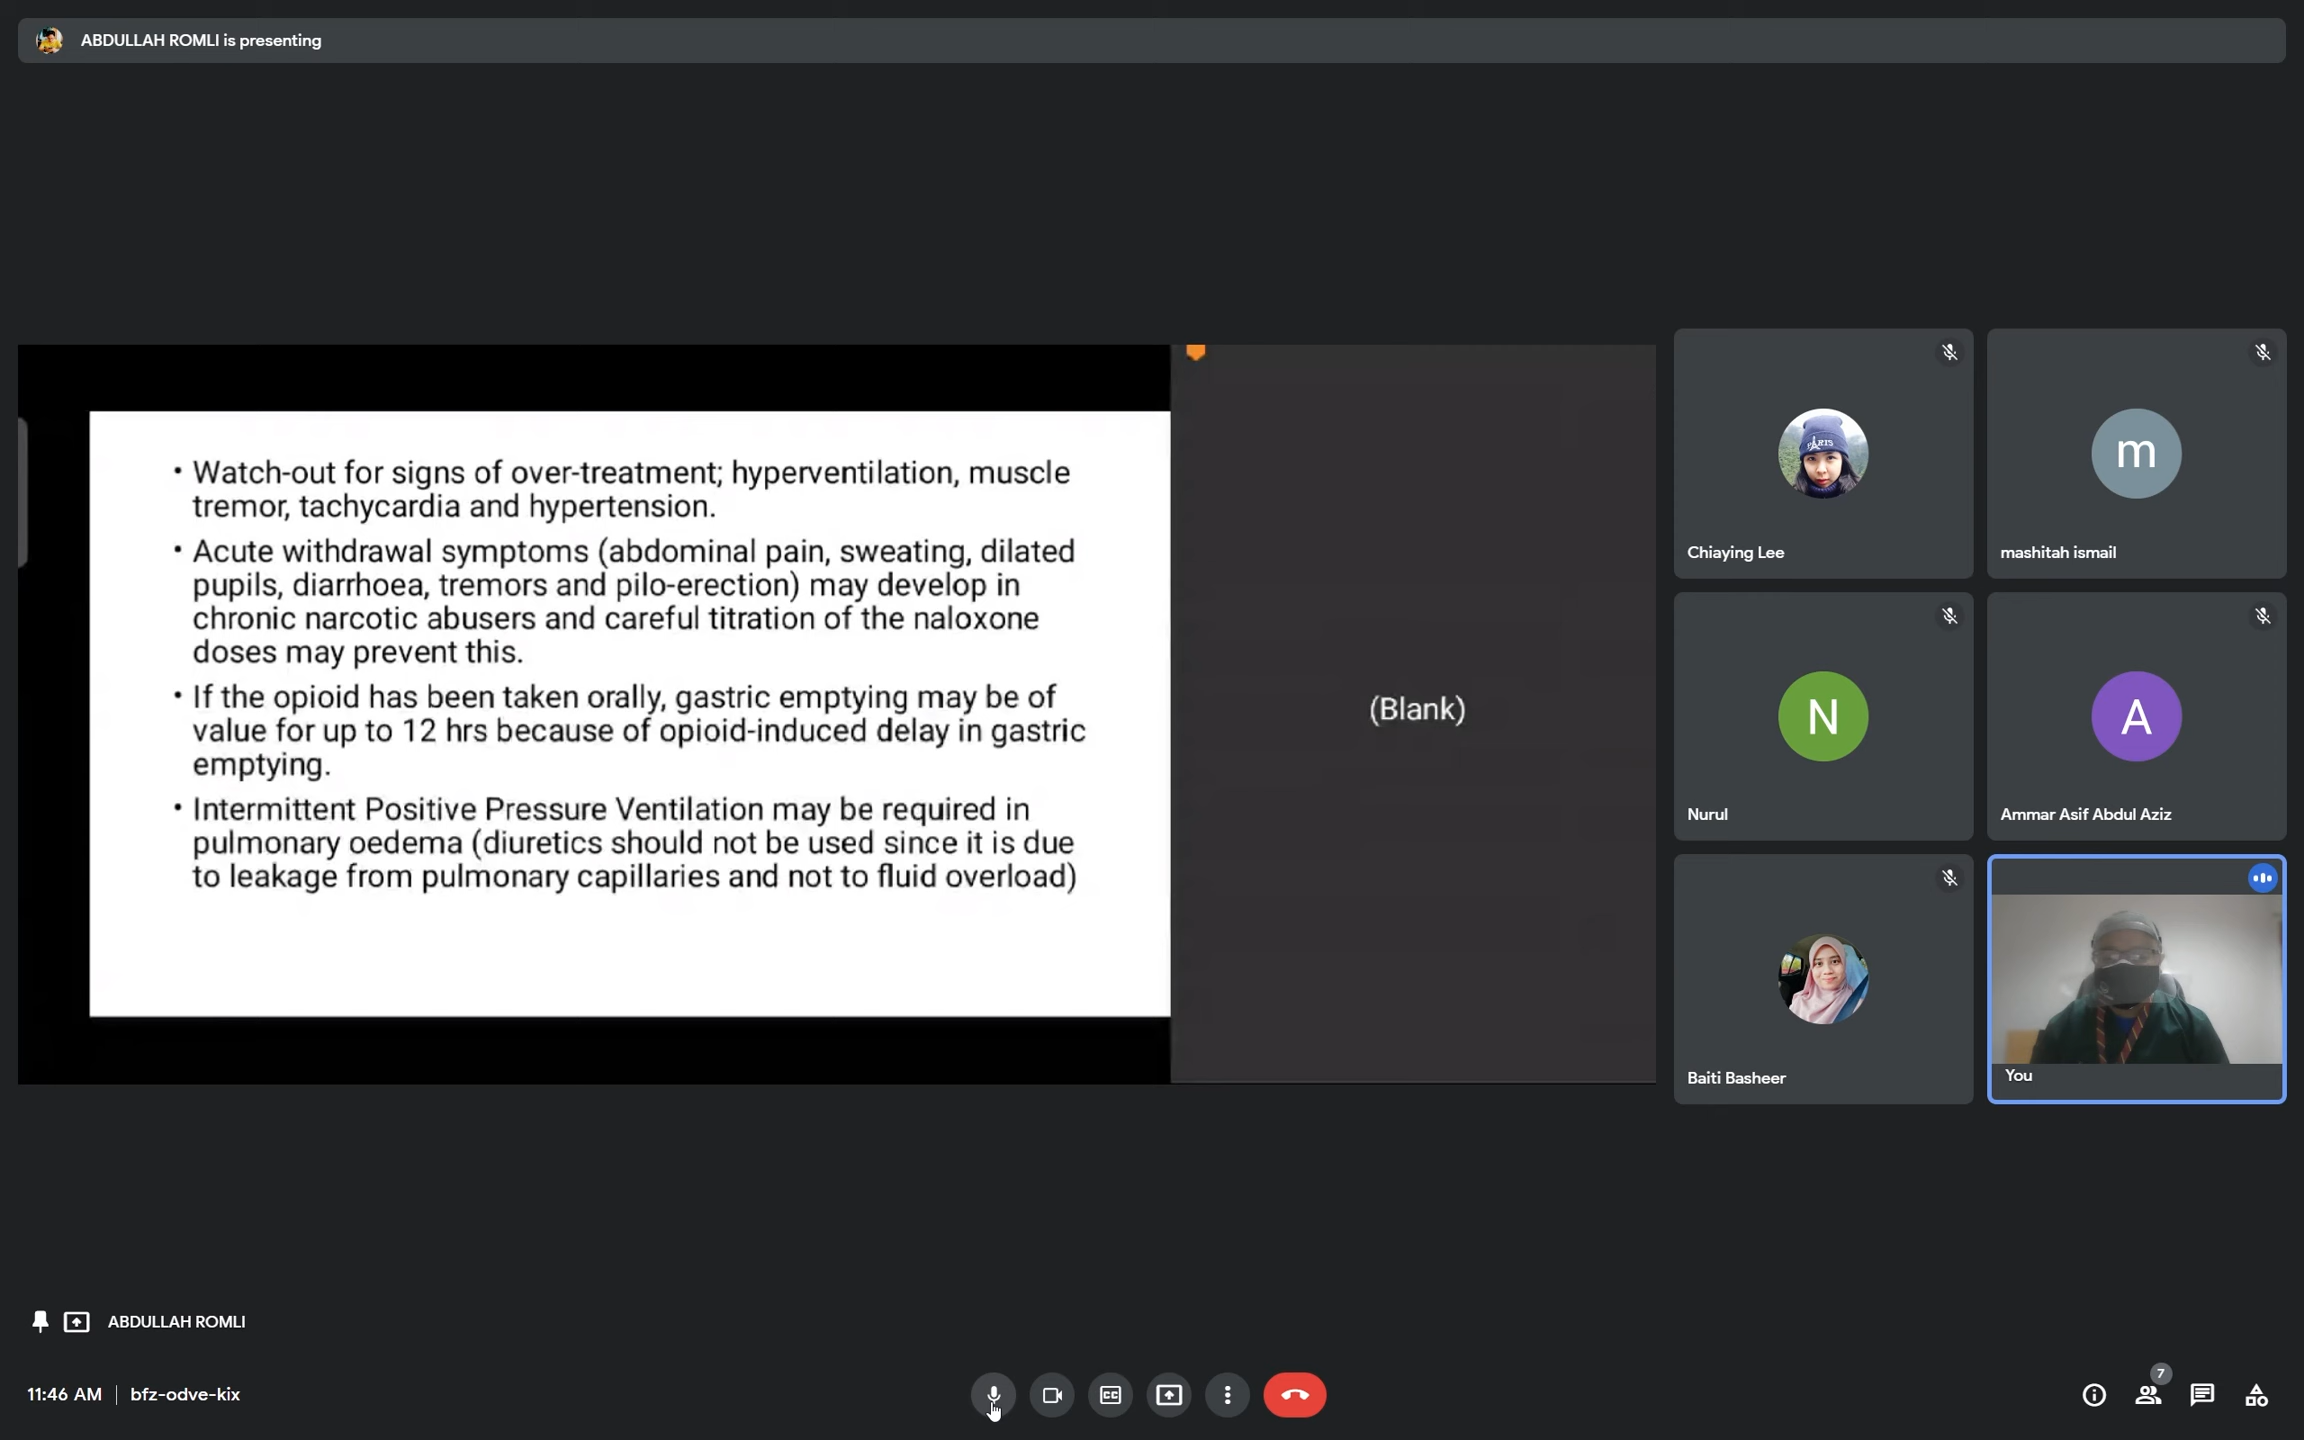 ABDULLAH ROMLI is presenting
• Watch-out for signs of over-treatment; hyperventilation, muscle
tremor, tachycardia and hypertension.
• Acute withdrawal symptoms (abdominal pain, sweating, dilated
pupils, diarrhoea, tremors and pilo-erection) may develop in
chronic narcotic abusers and careful titration of the naloxone
doses may prevent this.
• If the opioid has been taken orally, gastric emptying may be of
value for up to 12 hrs because of opioid-induced delay in gastric
emptying.
• Intermittent Positive Pressure Ventilation may be required in
pulmonary oedema (diuretics should not be used since it is due
to leakage from pulmonary capillaries and not to fluid overload)
(Blank)
PARIS
Chiaying Lee
m
mashitah ismail
N
Nurul
A
Ammar Asif Abdul Aziz
Baiti Basheer
You
ABDULLAH ROMLI
11:46 AM | bfz-odve-kix
CC
7